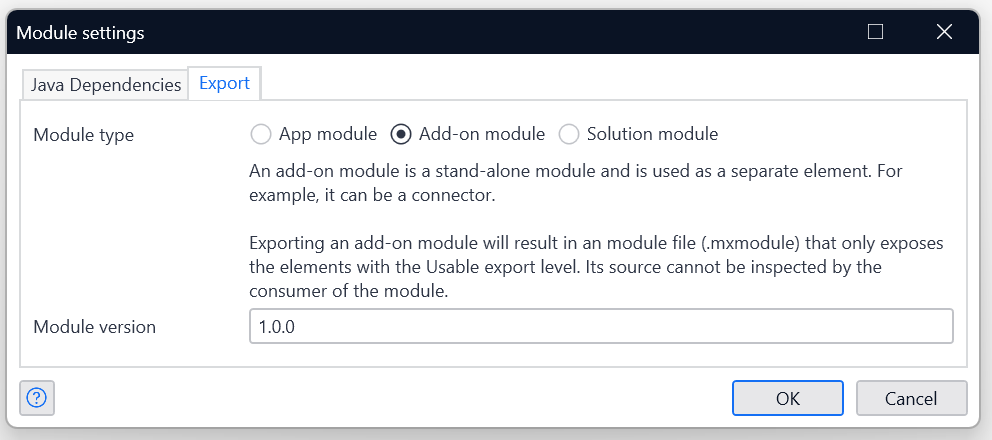 Module settings
Java Dependencies Export
Module type App module Add-on module Solution module
An add-on module is a stand-alone module and is used as a separate element. For
example, it can be a connector.
Exporting an add-on module will result in an module file (.mxmodule) that only exposes
the elements with the Usable export level. Its source cannot be inspected by the
consumer of the module.
Module version 1.0.0
? OK Cancel